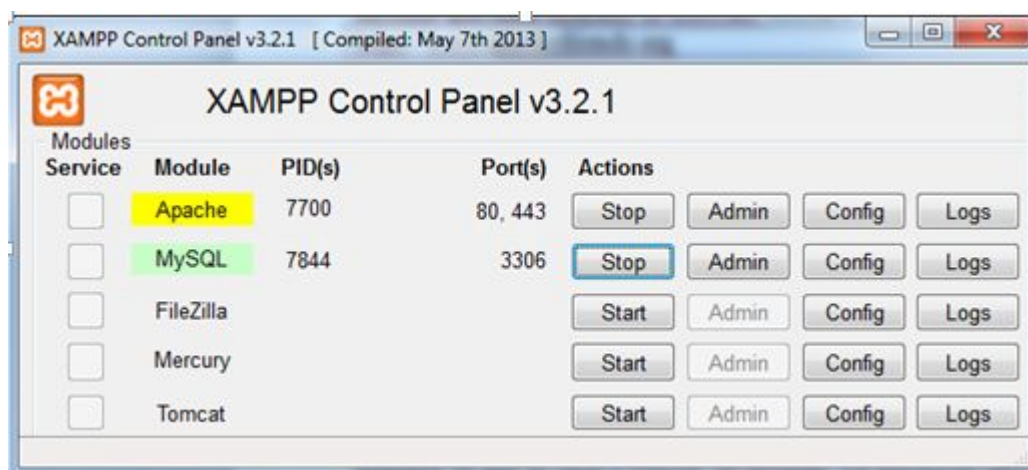 XAMPP Control Panel v3.2.1 [ Compiled: May 7th 2013 ]
XAMPP Control Panel v3.2.1
Modules
Service Module PID(s) Port(s) Actions
Apache 7700 80, 443 Stop Admin Config Logs
MySQL 7844 3306 Stop Admin Config Logs
FileZilla Start Admin Config Logs
Mercury Start Admin Config Logs
Tomcat Start Admin Config Logs